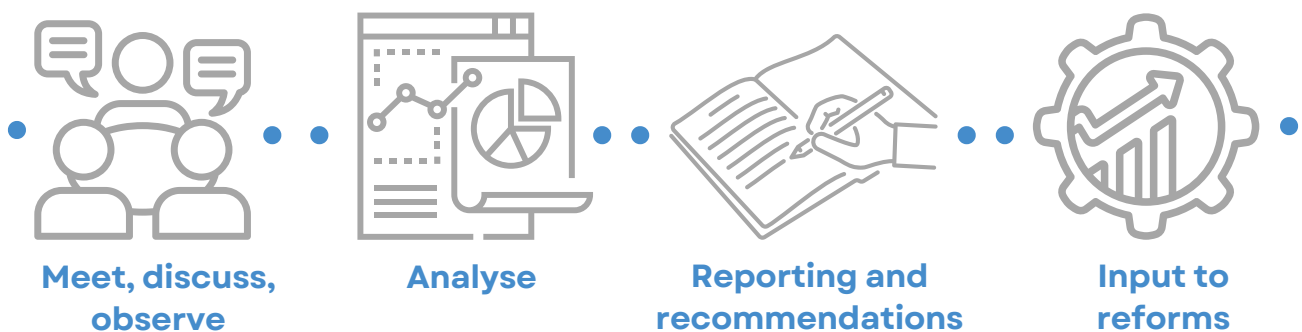 Meet, discuss,
observe
Analyse
Reporting and
recommendations
Input to
reforms